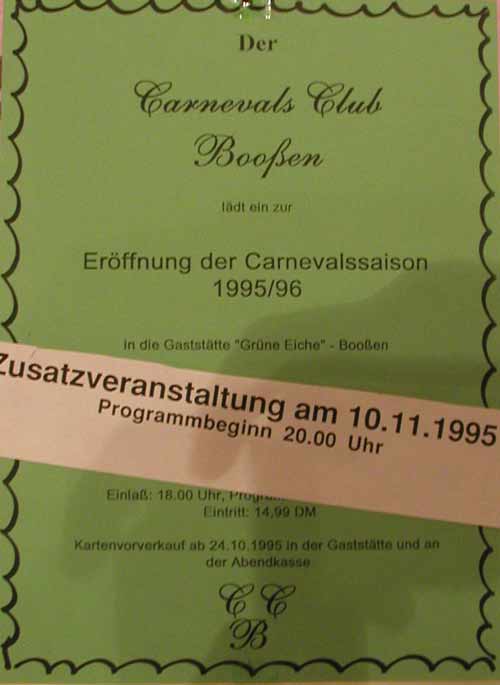 Der
Carnevals Club
Booßen
lädt ein zur
Eröffnung der Carnevalssaison
1995/96
in die Gaststätte "Grüne Eiche" - Booßen
Zusatzveranstaltung am 10.11.1995
Programmbeginn 20.00 Uhr
Einlaß: 18.00 Uhr,
Eintritt: 14,99 DM
Kartenvorverkauf ab 24.10.1995 in der Gaststätte und an
der Abendkasse
C C
B